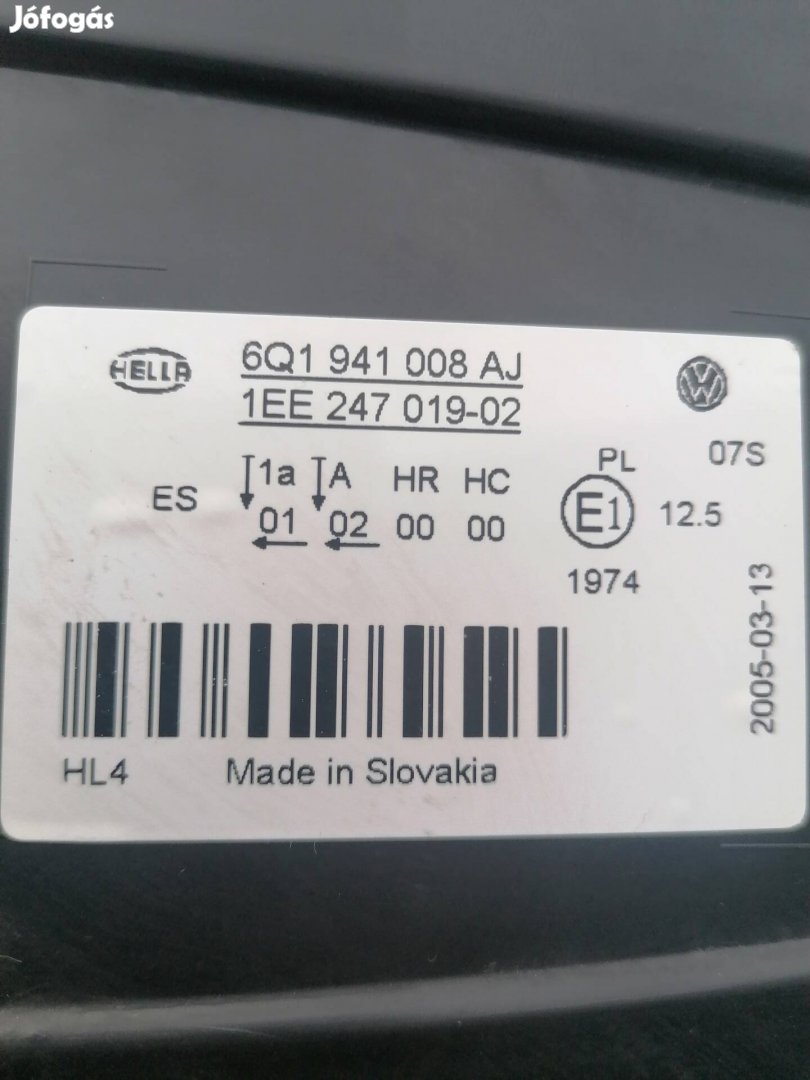 Jófogás
HELLA
6Q1 941 008 AJ
1EE 247 019-02
VW
ES
1a A HR HC
01 02 00 00
PL
07S
E1
12.5
1974
2005-03-13
HL4
Made in Slovakia